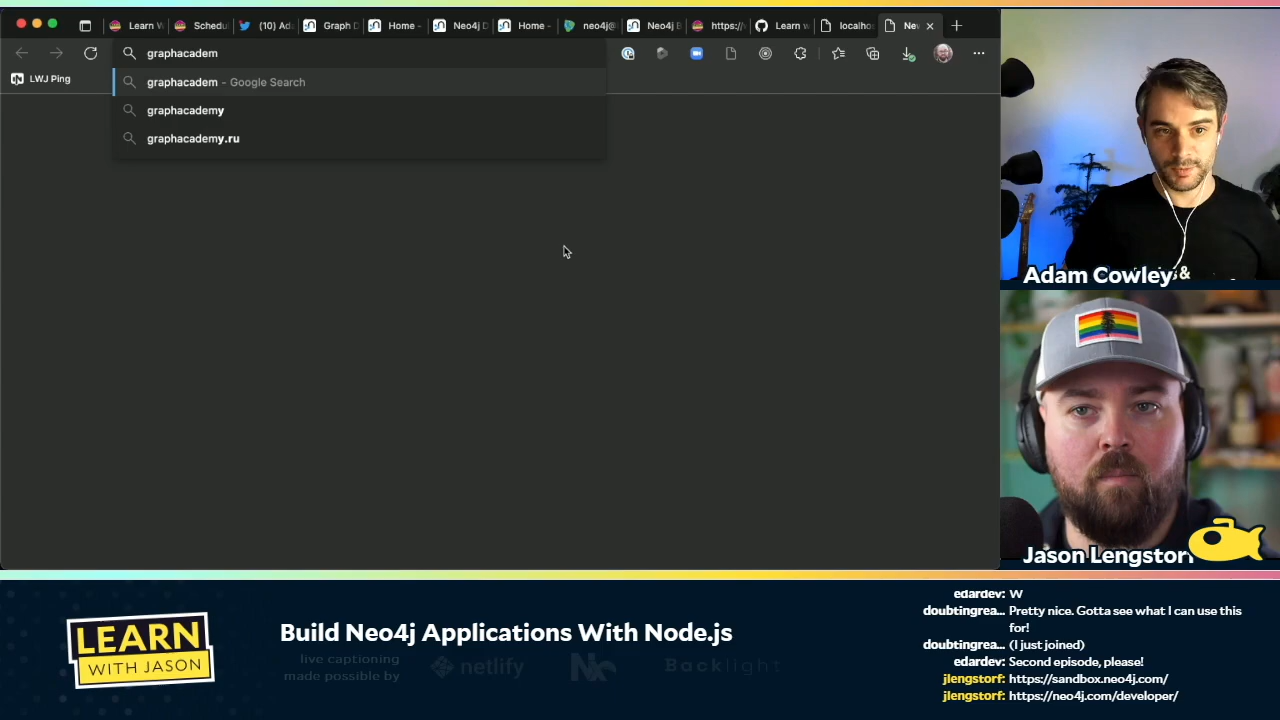 Learn W
Schedu
(10) Ad
Graph D
Home -
Neo4j D
Home -
neo4j@
Neo4j B
https://
Learn w
localho
Ne
graphacadem
LWJ Ping
graphacadem - Google Search
graphacademy
graphacademy.ru
Adam Cowley
&
Jason Lengstorf
LEARN
WITH JASON
Build Neo4j Applications With Node.js
live captioning
made possible by
netlify
Backlight
edardev: W
doubtingrea... Pretty nice. Gotta see what I can use this
for!
doubtingrea... (I just joined)
edardev: Second episode, please!
jlengstorf: https://sandbox.neo4j.com/
jlengstorf: https://neo4j.com/developer/